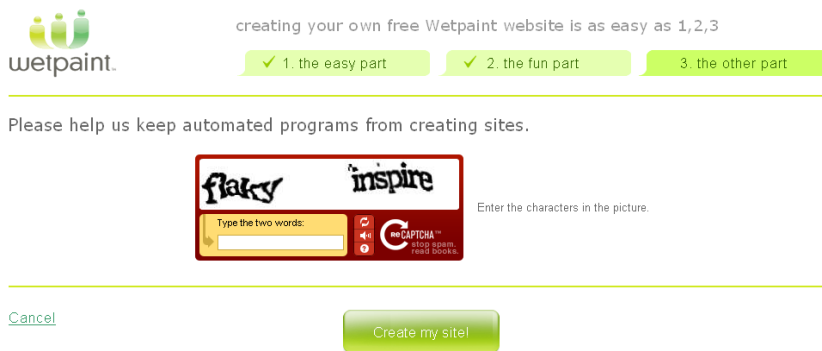 creating your own free Wetpaint website is as easy as 1,2,3
wetpaint™
✓ 1. the easy part ✓ 2. the fun part 3. the other part
Please help us keep automated programs from creating sites.
flaky inspire
Enter the characters in the picture.
Type the two words:
reCAPTCHA™
stop spam.
read books.
Cancel
Create my site!